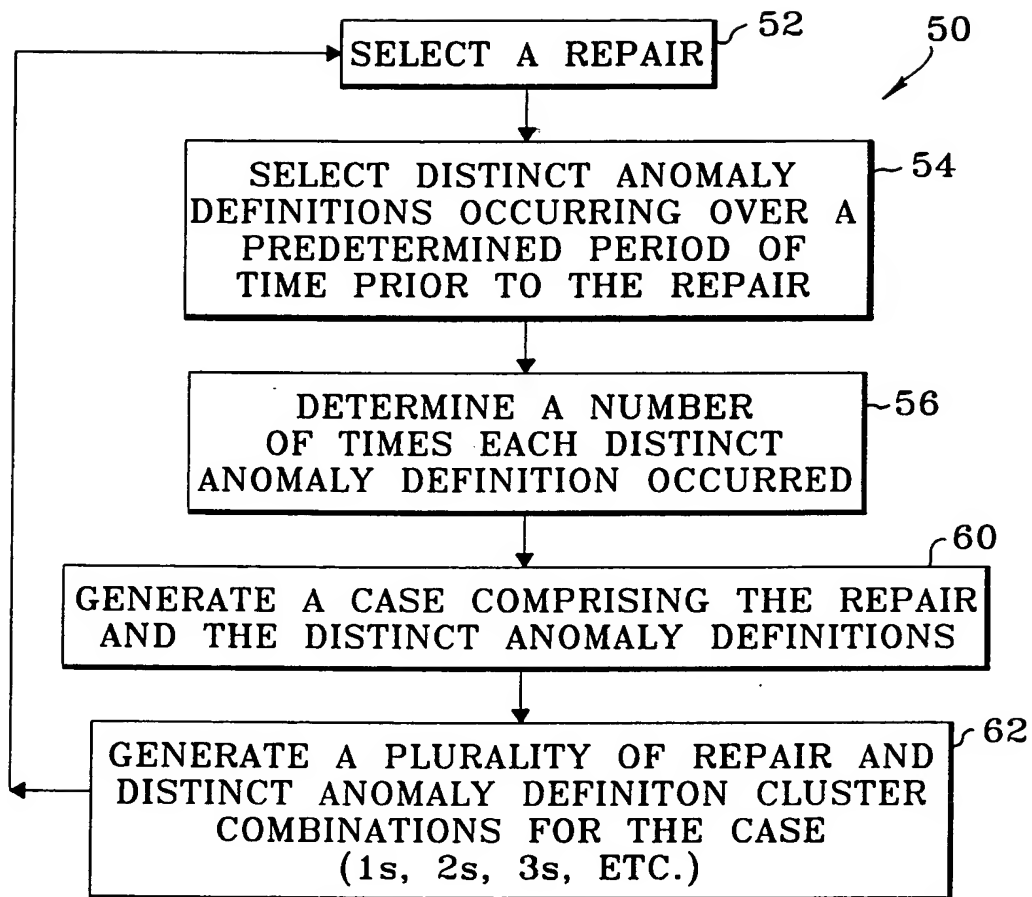 52
50
SELECT A REPAIR
54
SELECT DISTINCT ANOMALY
DEFINITIONS OCCURRING OVER A
PREDETERMINED PERIOD OF
TIME PRIOR TO THE REPAIR
56
DETERMINE A NUMBER
OF TIMES EACH DISTINCT
ANOMALY DEFINITION OCCURRED
60
GENERATE A CASE COMPRISING THE REPAIR
AND THE DISTINCT ANOMALY DEFINITIONS
62
GENERATE A PLURALITY OF REPAIR AND
DISTINCT ANOMALY DEFINITON CLUSTER
COMBINATIONS FOR THE CASE
(1s, 2s, 3s, ETC.)